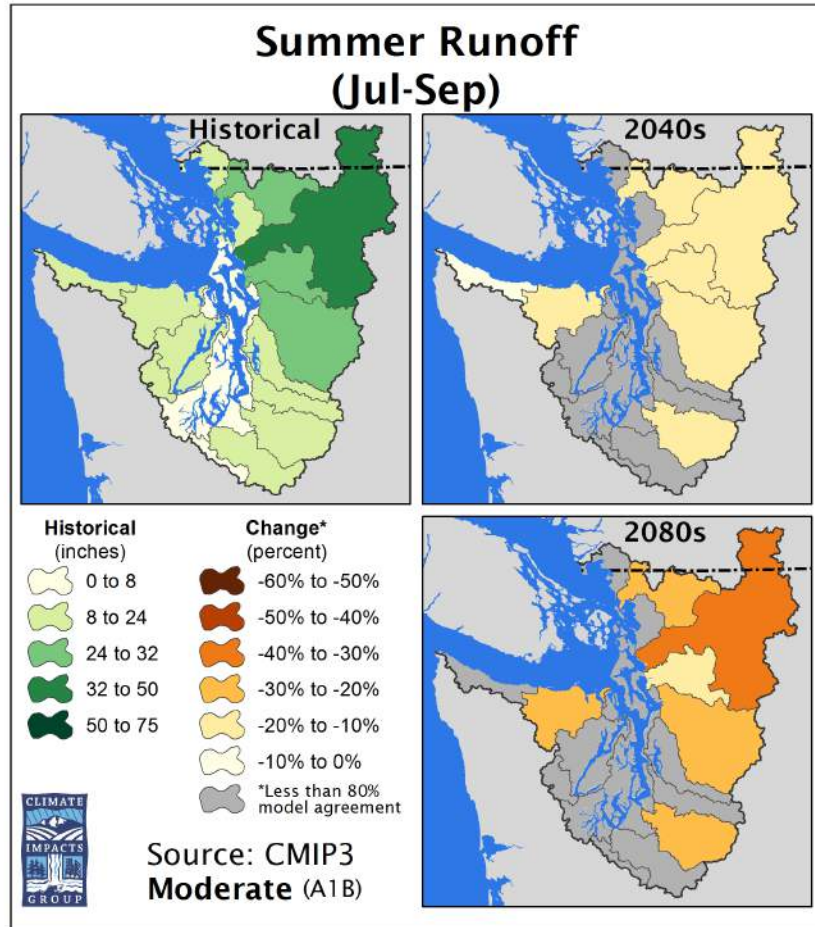 Summer Runoff
(Jul-Sep)
Historical
2040s
Historical
(inches)
0 to 8
8 to 24
24 to 32
32 to 50
50 to 75
Change*
(percent)
-60% to -50%
-50% to -40%
-40% to -30%
-30% to -20%
-20% to -10%
-10% to 0%
*Less than 80%
model agreement
2080s
CLIMATE
IMPACTS
GROUP
Source: CMIP3
Moderate (A1B)